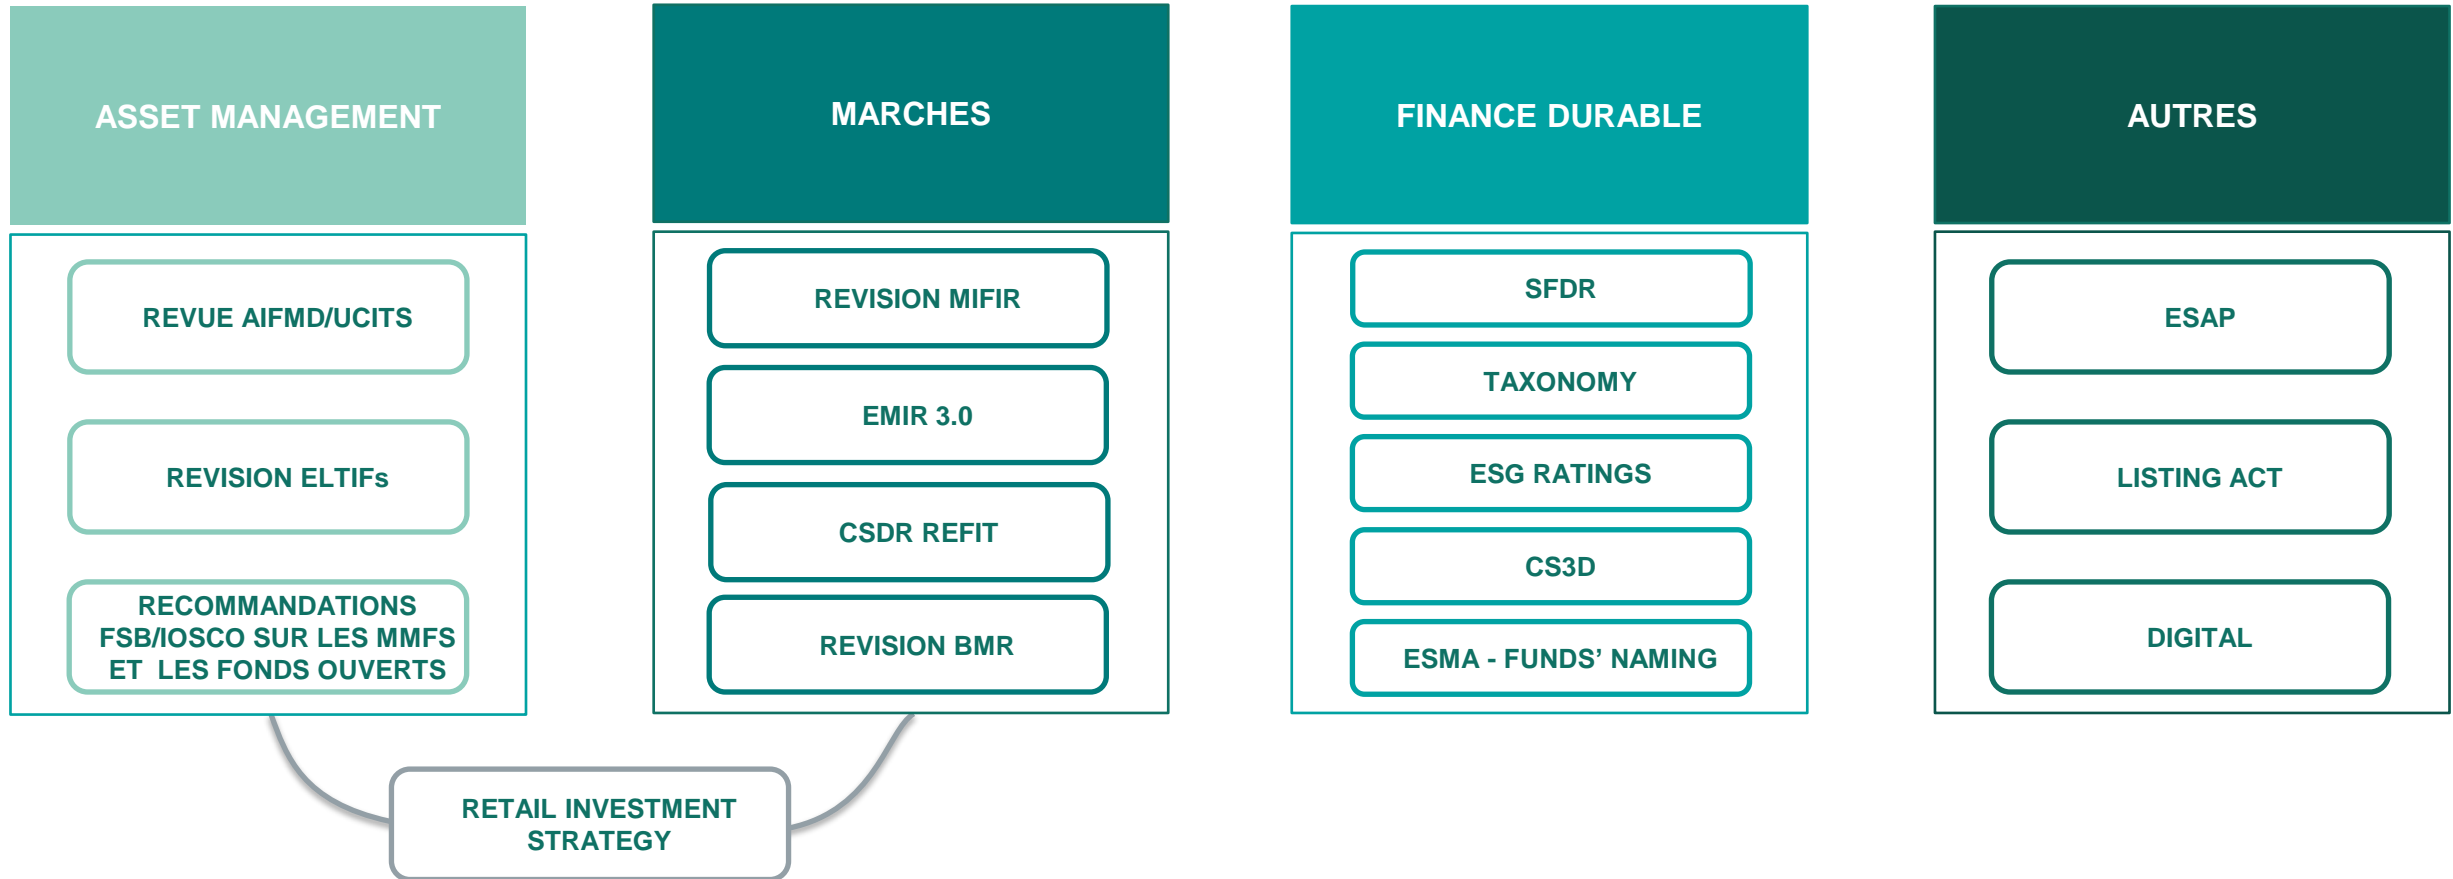 ASSET MANAGEMENT
REVUE AIFMD/UCITS
REVISION ELTIFs
RECOMMANDATIONS
FSB/IOSCO SUR LES MMFS
ET LES FONDS OUVERTS
MARCHES
REVISION MIFIR
EMIR 3.0
CSDR REFIT
REVISION BMR
RETAIL INVESTMENT
STRATEGY
FINANCE DURABLE
SFDR
TAXONOMY
ESG RATINGS
CS3D
ESMA - FUNDS’ NAMING
AUTRES
ESAP
LISTING ACT
DIGITAL